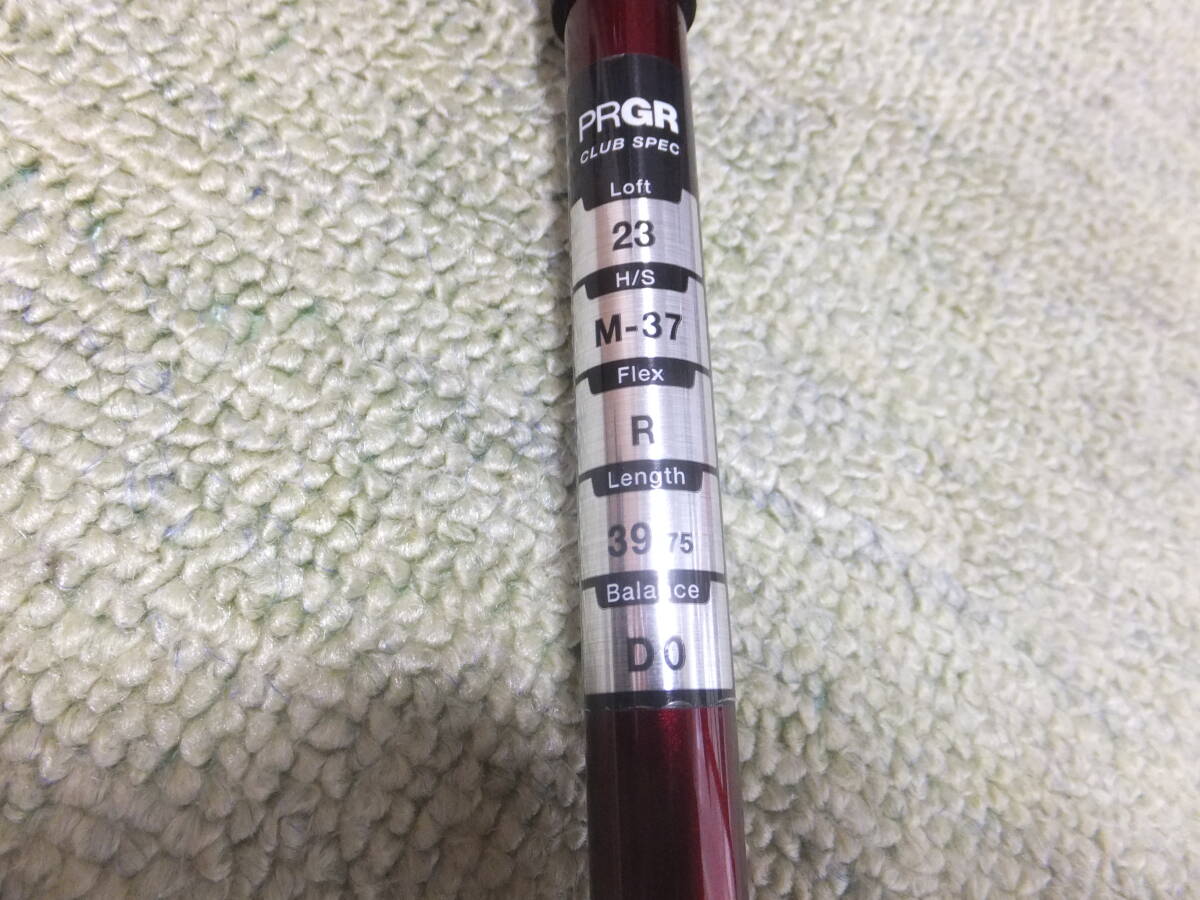 PRGR
CLUB SPEC
Loft
23
H/S
M-37
Flex
R
Length
39.75
Balance
D0